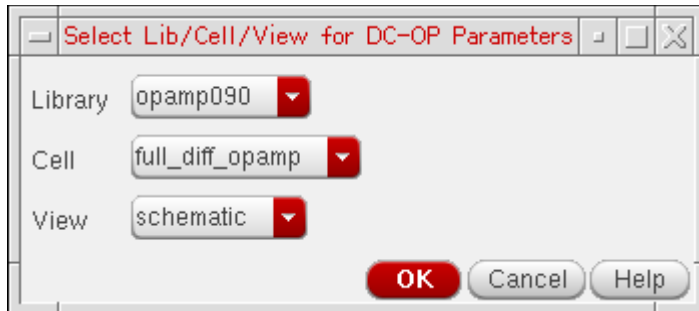 Select Lib/Cell/View for DC-OP Parameters
Library opamp090
Cell full_diff_opamp
View schematic
OK Cancel Help